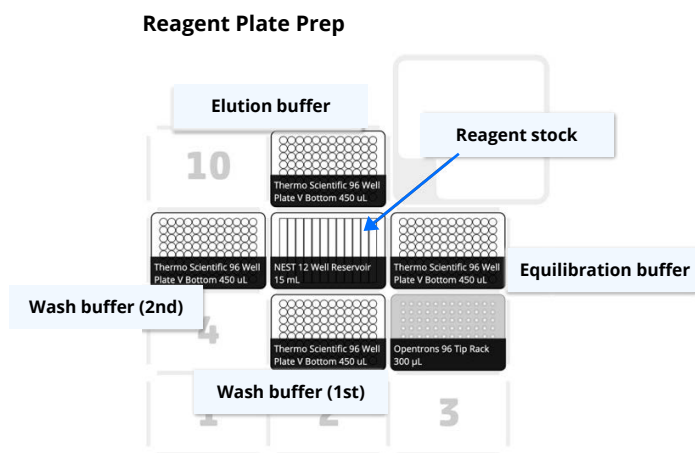 Reagent Plate Prep
Elution buffer
Reagent stock
10
Thermo Scientific 96 Well
Plate V Bottom 450 uL
Thermo Scientific 96 Well
Plate V Bottom 450 uL
NEST 12 Well Reservoir
15 mL
Thermo Scientific 96 Well
Plate V Bottom 450 uL
Equilibration buffer
Wash buffer (2nd)
4
Thermo Scientific 96 Well
Plate V Bottom 450 uL
Opentrons 96 Tip Rack
300 µL
Wash buffer (1st)
1
2
3